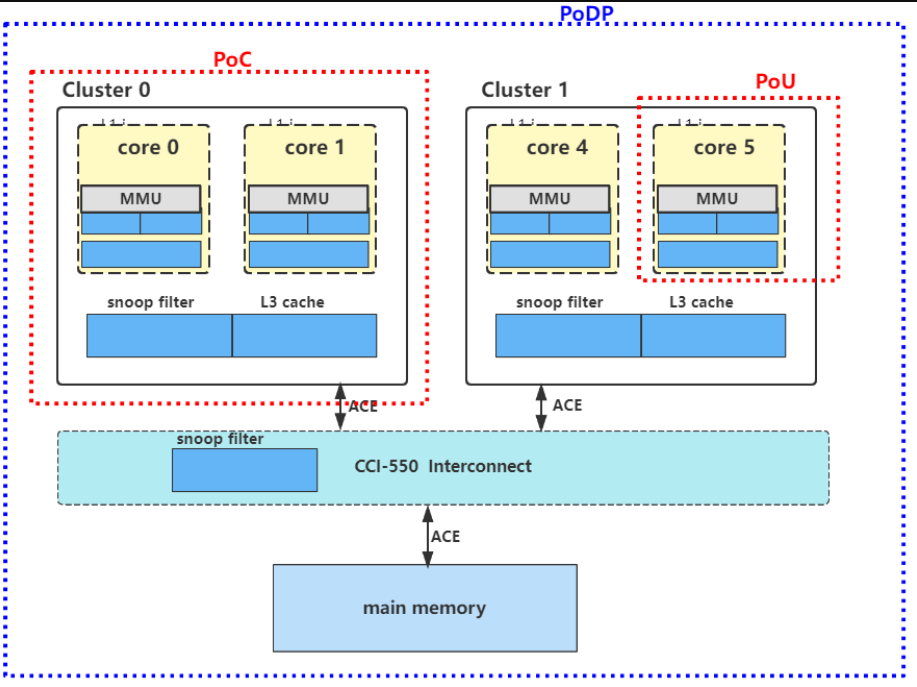 PoDP
PoC
Cluster 0
Cluster 1
PoU
core 0
core 1
core 4
core 5
MMU
MMU
MMU
MMU
snoop filter
L3 cache
snoop filter
L3 cache
ACE
ACE
snoop filter
CCI-550 Interconnect
ACE
main memory